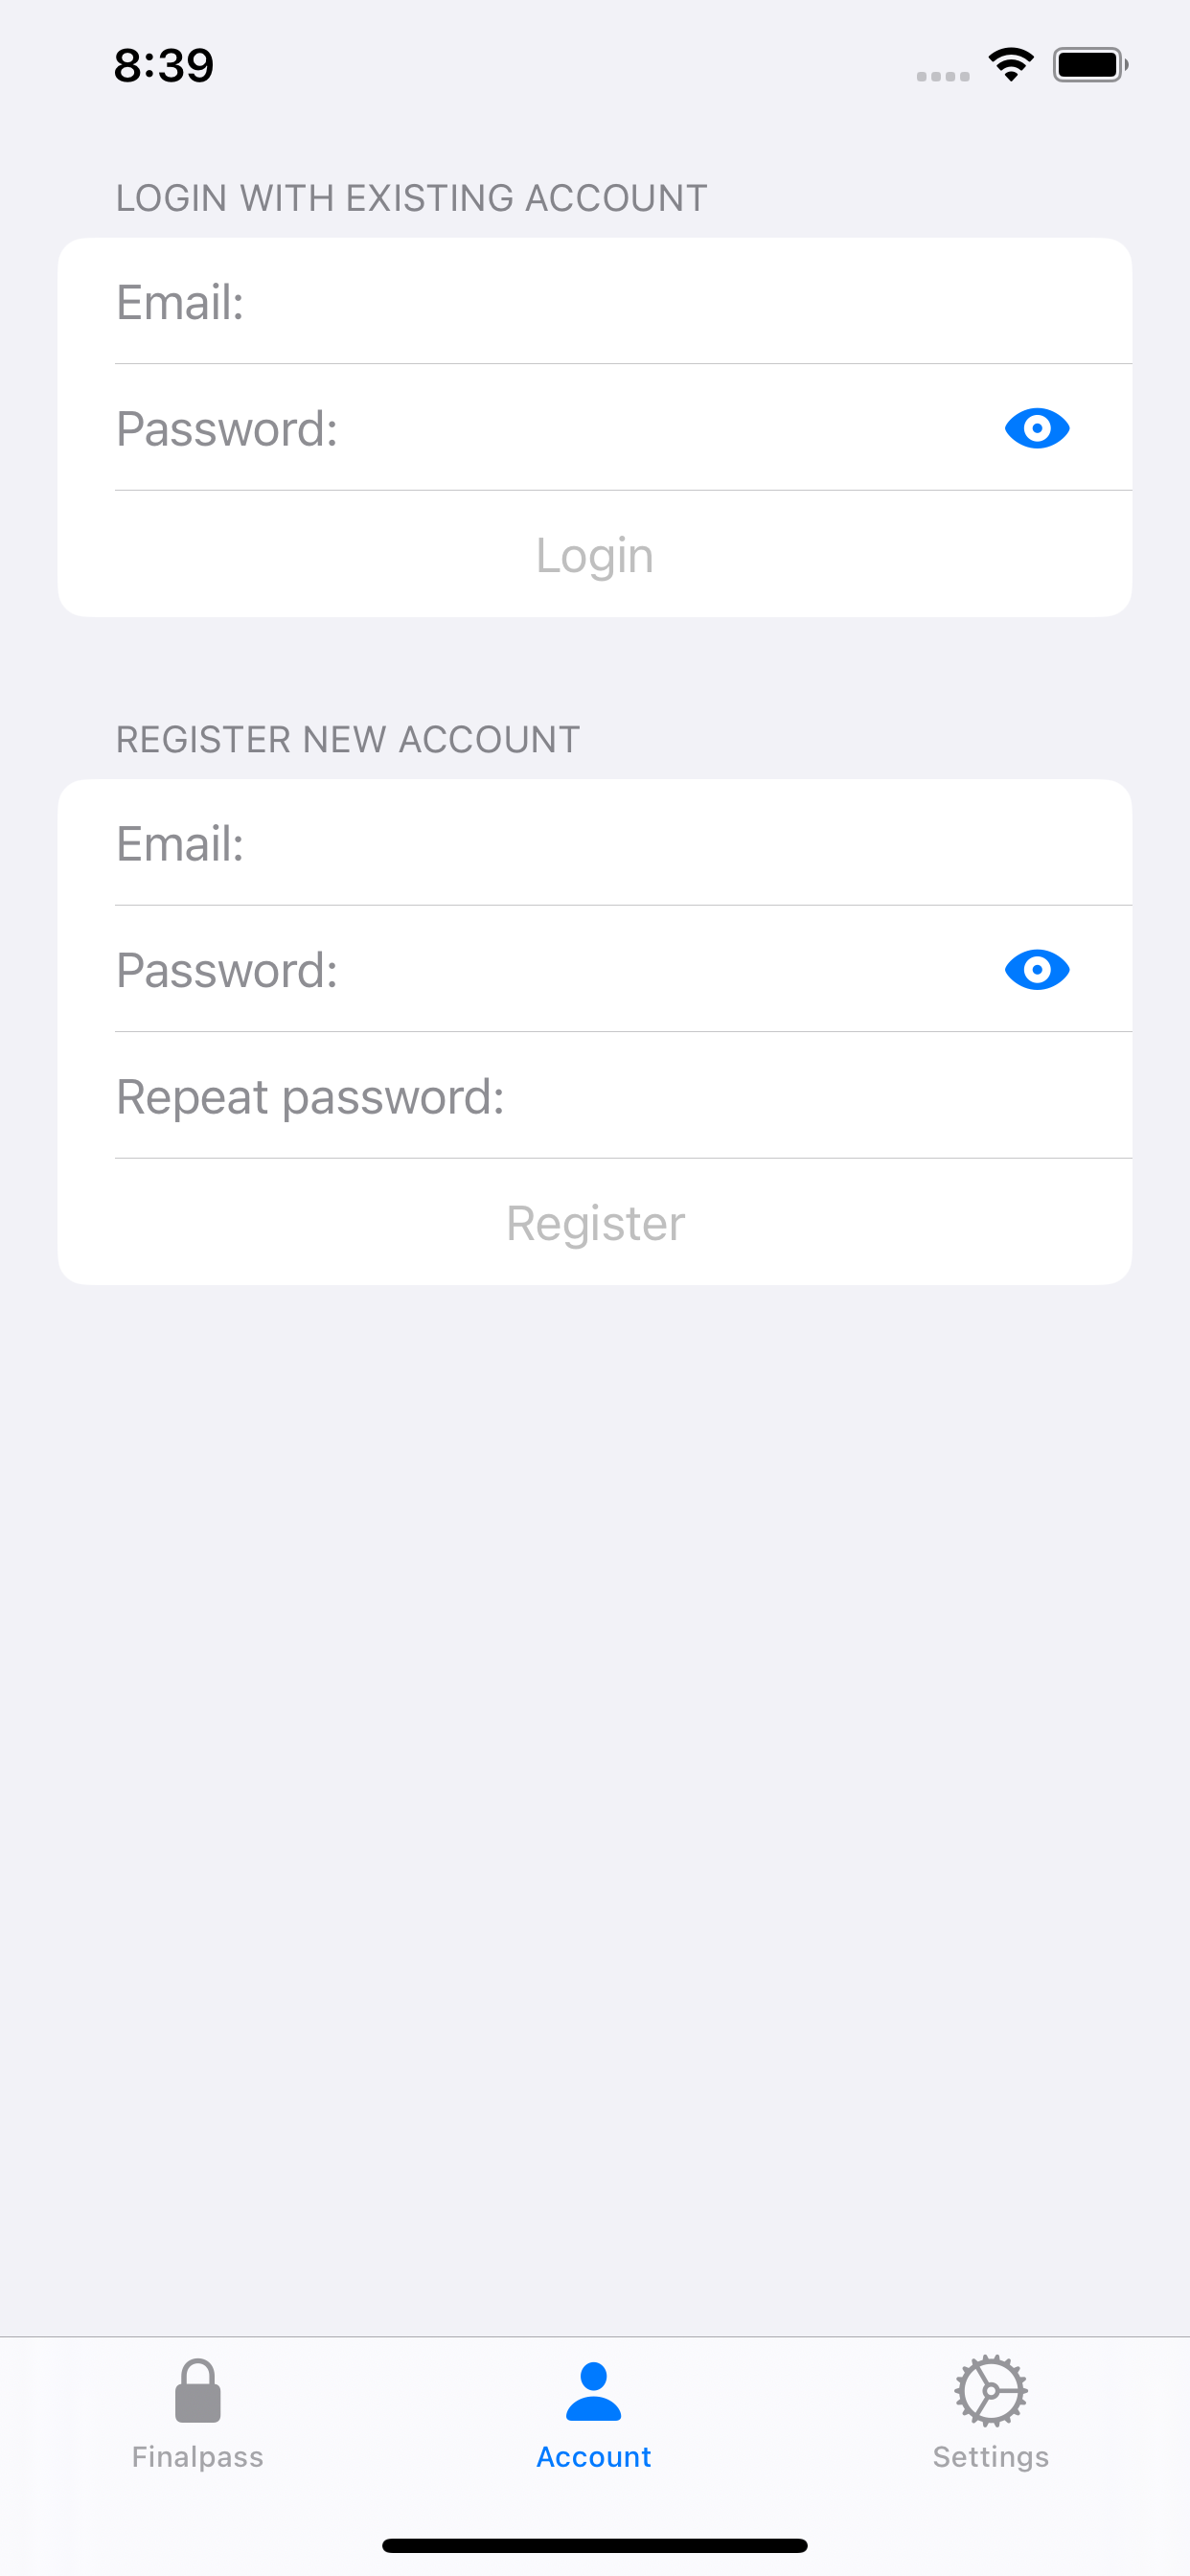 8:39
LOGIN WITH EXISTING ACCOUNT
Email:
Password:
Login
REGISTER NEW ACCOUNT
Email:
Password:
Repeat password:
Register
Finalpass
Account
Settings